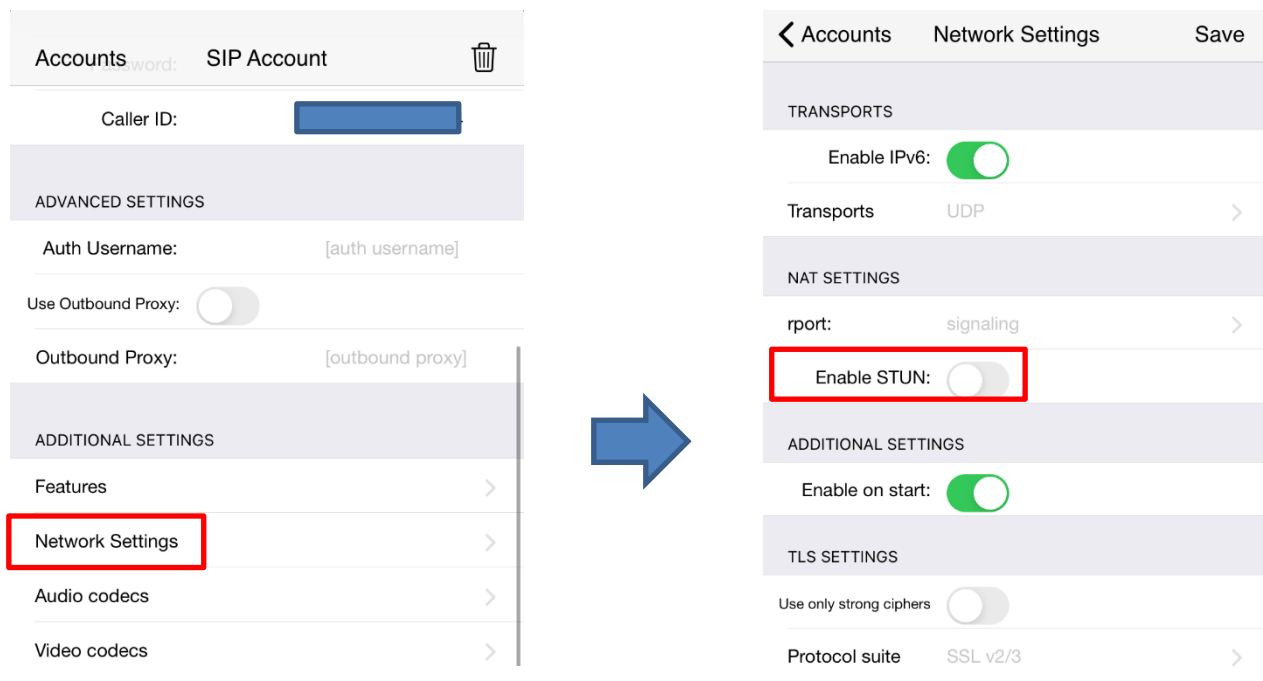 Accounts SIP Account
Password:
Caller ID:
ADVANCED SETTINGS
Auth Username: [auth username]
Use Outbound Proxy:
Outbound Proxy: [outbound proxy]
ADDITIONAL SETTINGS
Features
Network Settings
Audio codecs
Video codecs
Accounts Network Settings Save
TRANSPORTS
Enable IPv6:
Transports UDP
NAT SETTINGS
rport: signaling
Enable STUN:
ADDITIONAL SETTINGS
Enable on start:
TLS SETTINGS
Use only strong ciphers
Protocol suite SSL v2/3